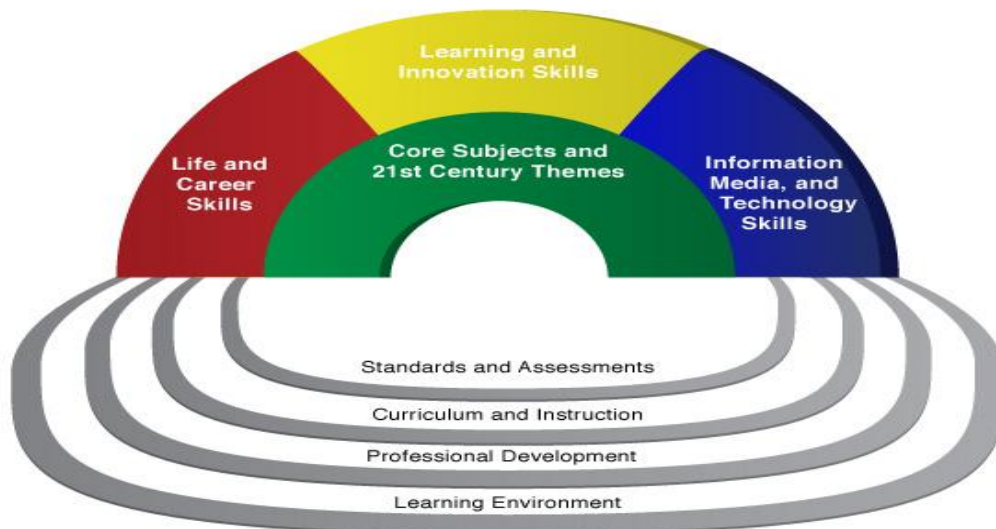 Learning and
Innovation Skills
Core Subjects and
21st Century Themes
Life and
Career
Skills
Information
Media, and
Technology
Skills
Standards and Assessments
Curriculum and Instruction
Professional Development
Learning Environment